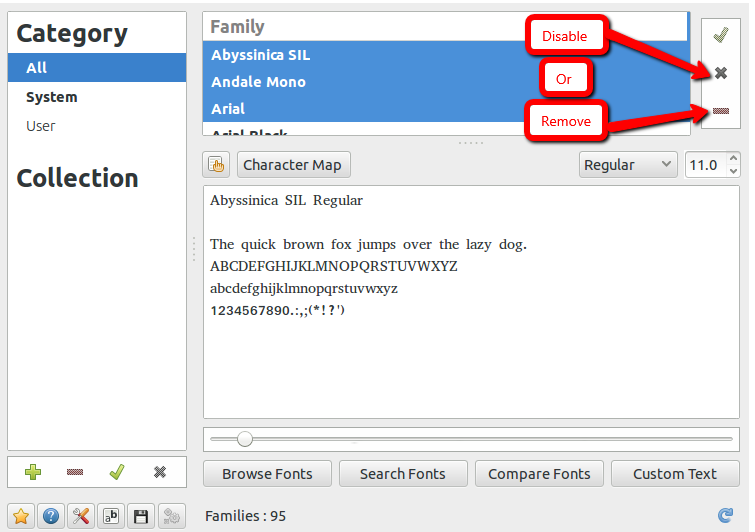 Category
All
System
User
Collection
Family
Abyssinica SIL
Andale Mono
Arial
Arial Black
Disable
Or
Remove
Character Map
Regular
11.0
Abyssinica SIL Regular
The quick brown fox jumps over the lazy dog.
ABCDEFGHIJKLMNOPQRSTUVWXYZ
abcdefghijklmnopqrstuvwxyz
1234567890.:,;(*!?')
Browse Fonts
Search Fonts
Compare Fonts
Custom Text
ab
Families : 95